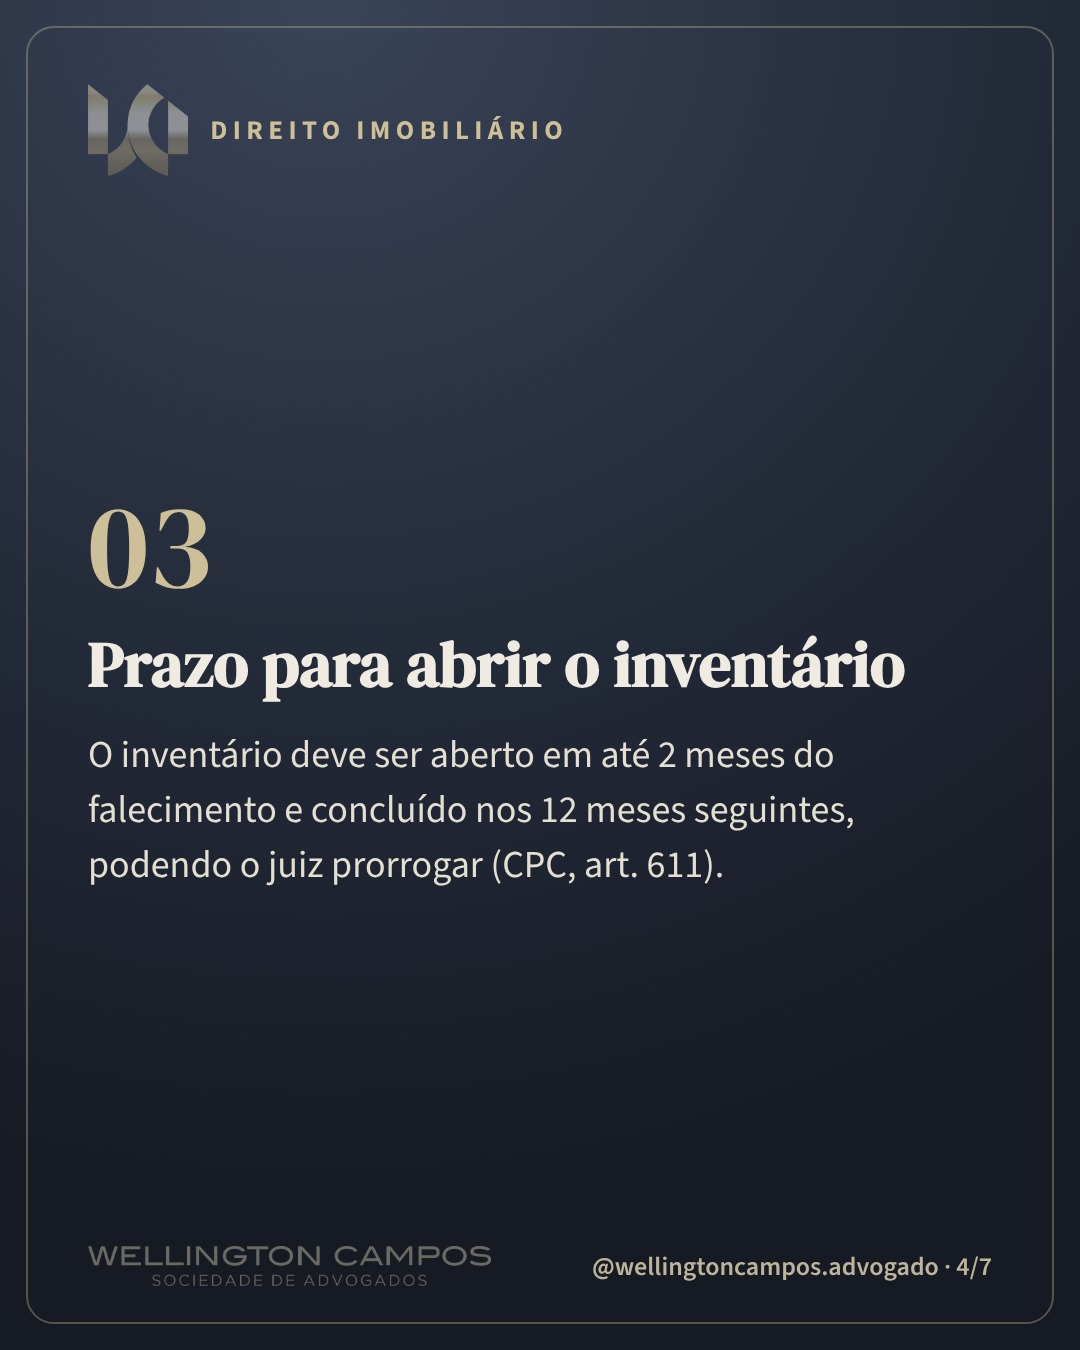 DIREITO IMOBILIÁRIO
03
Prazo para abrir o inventário
O inventário deve ser aberto em até 2 meses do
falecimento e concluído nos 12 meses seguintes,
podendo o juiz prorrogar (CPC, art. 611).
WELLINGTON CAMPOS
SOCIEDADE DE ADVOGADOS
@wellingtoncampos.advogado · 4/7